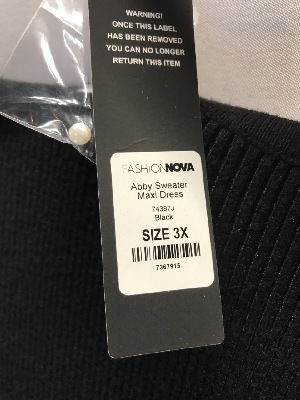 WARNING!
ONCE THIS LABEL
HAS BEEN REMOVED
YOU CAN NO LONGER
RETURN THIS ITEM
FASHIONNOVA
Abby Sweater
Maxi Dress
74397J
Black
SIZE 3X
7367915